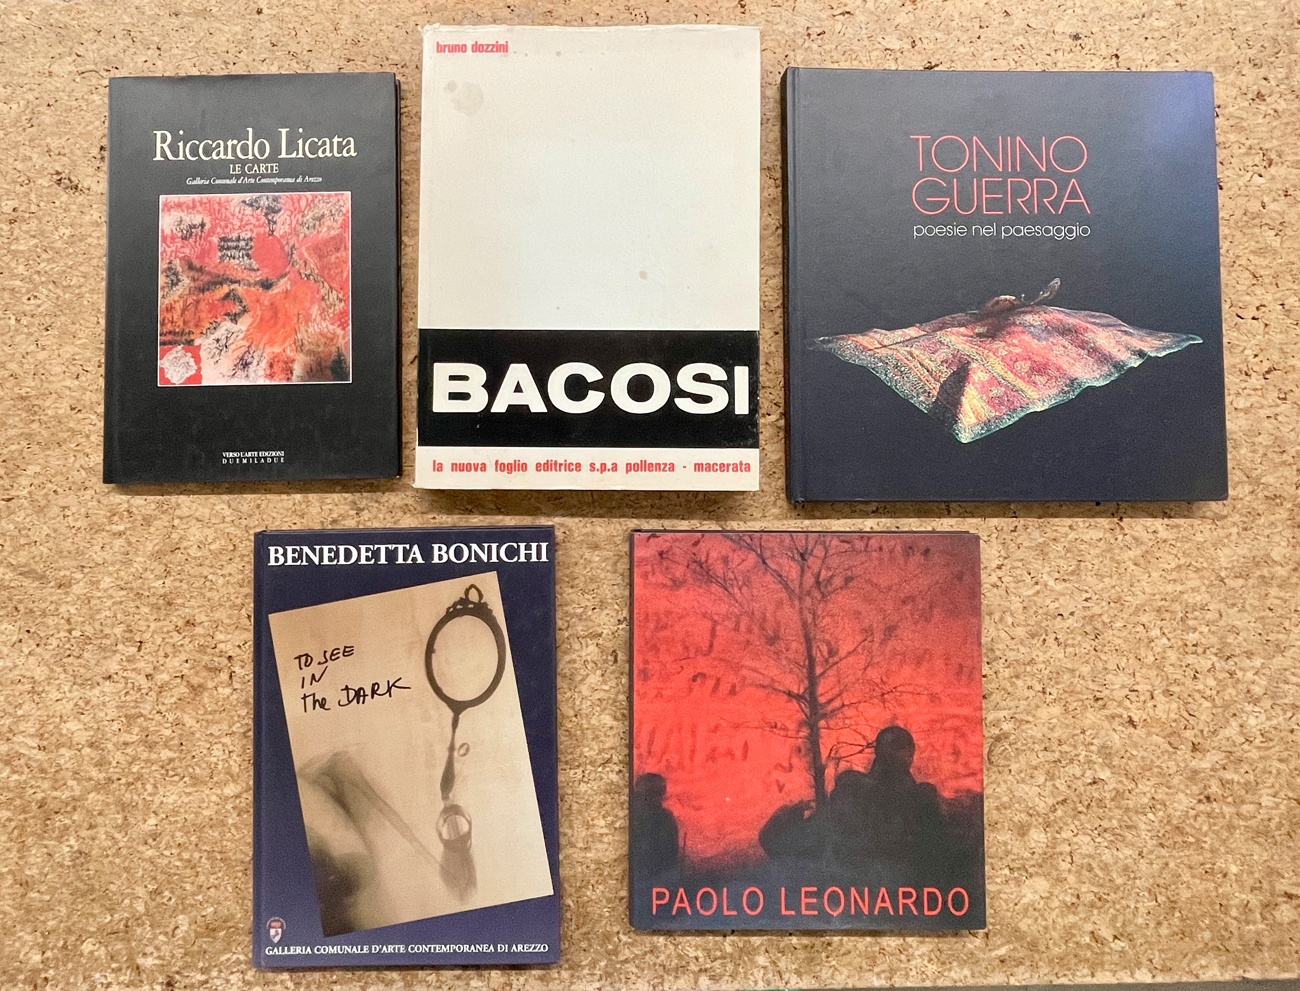 Riccardo Licata
LE CARTE
Galleria Comunale d'Arte Contemporanea di Arezzo
VERSO L'ARTE EDIZIONI
DUEMILADUE
bruno dozzini
BACOSI
la nuova foglio editrice s.p.a pollenza - macerata
TONINO
GUERRA
poesie nel paesaggio
BENEDETTA BONICHI
TO SEE
IN
the DARK
GALLERIA COMUNALE D'ARTE CONTEMPORANEA DI AREZZO
PAOLO LEONARDO